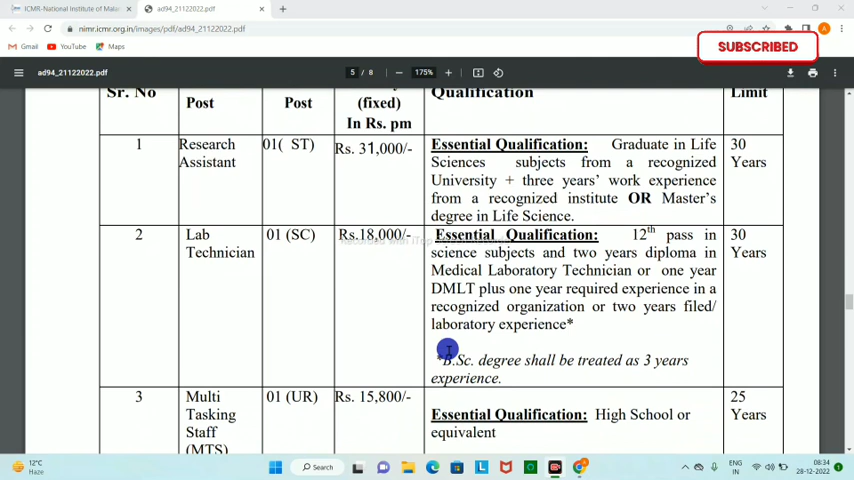 ICMR-National Institute of Mala
ad94_21122022.pdf
nimr.icmr.org.in/images/pdf/ad94_21122022.pdf
Gmail YouTube Maps
SUBSCRIBED
ad94_21122022.pdf 5 / 8 175%
Sr. No Post Post (fixed) In Rs. pm Qualification Limit
1 Research Assistant 01( ST) Rs. 31,000/- Essential Qualification: Graduate in Life 30
Sciences subjects from a recognized Years
University + three years' work experience
from a recognized institute OR Master's
degree in Life Science.
2 Lab Technician 01 (SC) Rs.18,000/- Essential Qualification: 12th pass in 30
science subjects and two years diploma in Years
Medical Laboratory Technician or one year
DMLT plus one year required experience in a
recognized organization or two years filed/
laboratory experience*
*B.Sc. degree shall be treated as 3 years
experience.
3 Multi Tasking Staff (MTS) 01 (UR) Rs. 15,800/- Essential Qualification: High School or 25
equivalent Years
12°C
Haze
Search
ENG
IN
08:34
28-12-2022